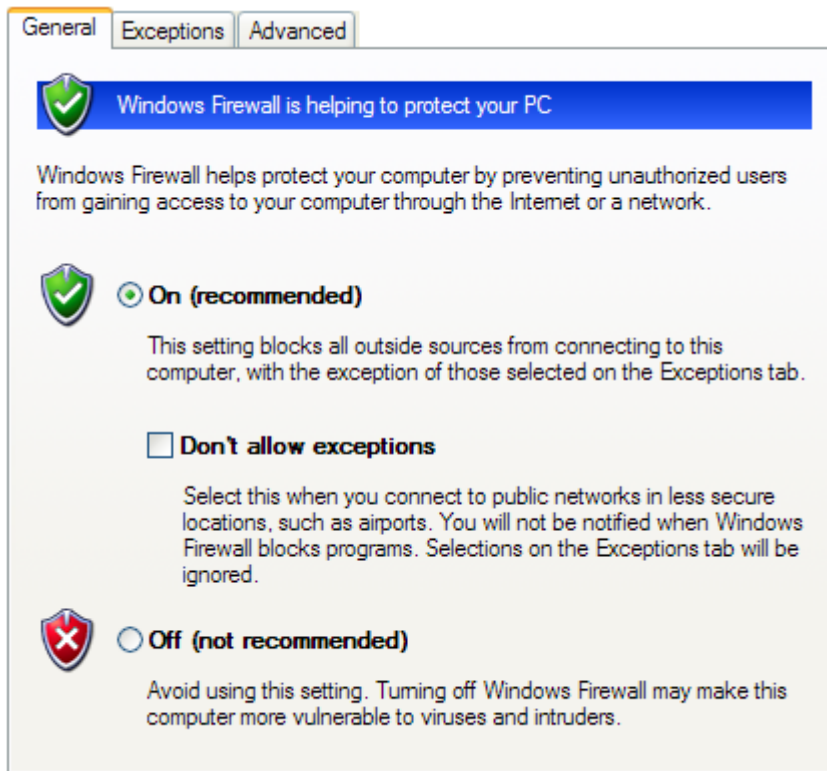 General
Exceptions
Advanced
Windows Firewall is helping to protect your PC
Windows Firewall helps protect your computer by preventing unauthorized users
from gaining access to your computer through the Internet or a network.
On (recommended)
This setting blocks all outside sources from connecting to this
computer, with the exception of those selected on the Exceptions tab.
Don't allow exceptions
Select this when you connect to public networks in less secure
locations, such as airports. You will not be notified when Windows
Firewall blocks programs. Selections on the Exceptions tab will be
ignored.
Off (not recommended)
Avoid using this setting. Turning off Windows Firewall may make this
computer more vulnerable to viruses and intruders.